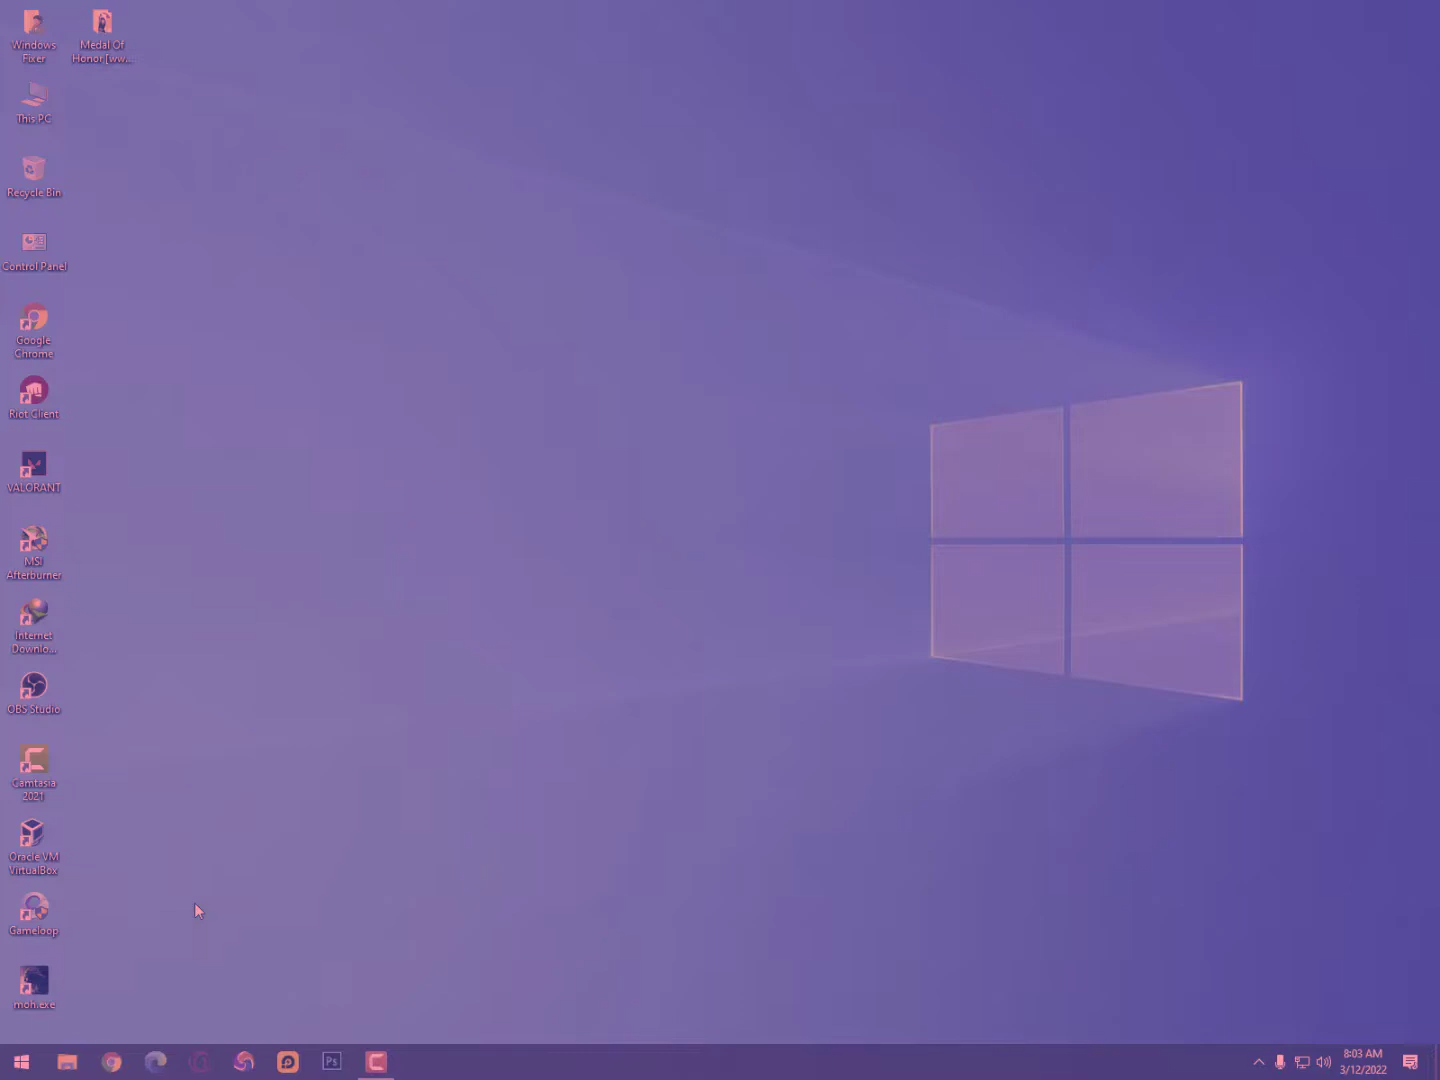 Windows
Fixer
Medal Of
Honor [ww...
This PC
Recycle Bin
Control Panel
Google
Chrome
Riot Client
VALORANT
MSI
Afterburner
Internet
Downlo...
OBS Studio
Camtasia
2021
Oracle VM
VirtualBox
Gameloop
moh.exe
Ps
8:03 AM
3/12/2022